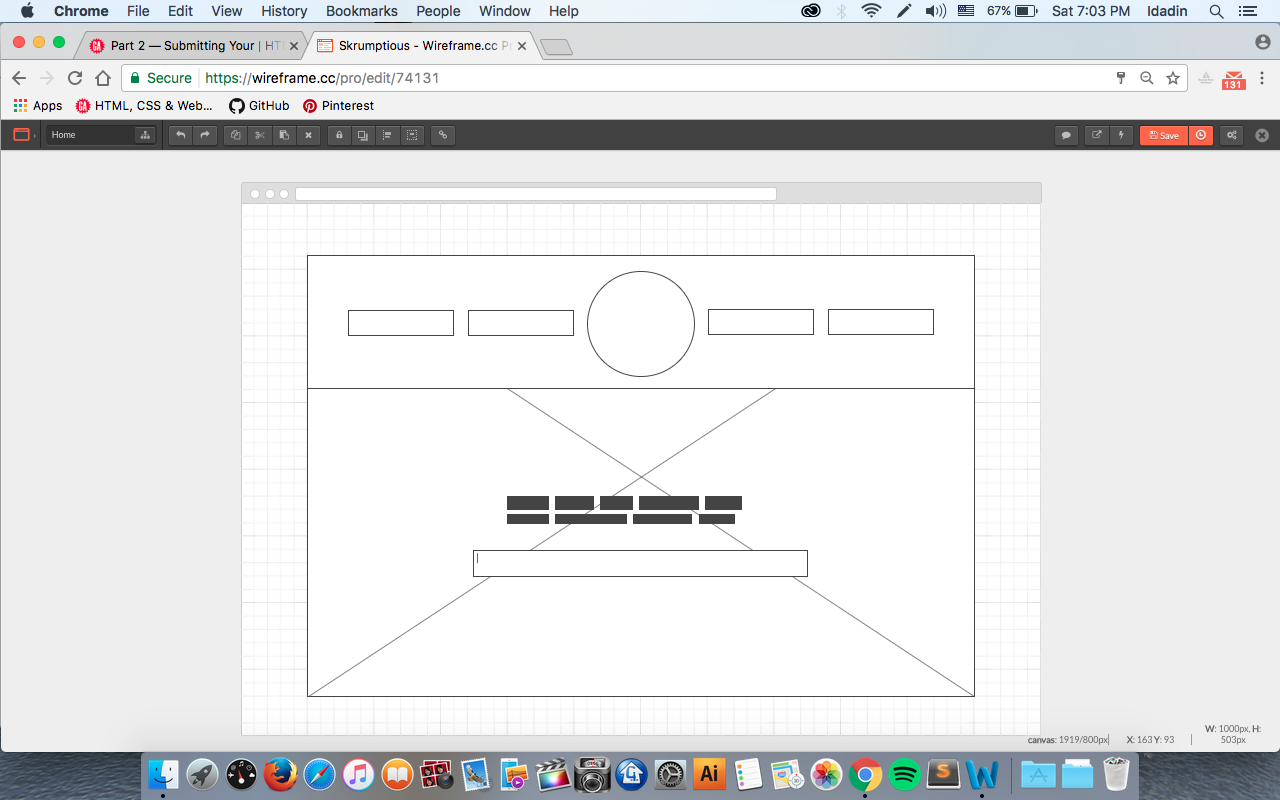 Chrome File Edit View History Bookmarks People Window Help 67% Sat 7:03 PM Idadin
Part 2 — Submitting Your | HT Skrumptious - Wireframe.cc P
Secure https://wireframe.cc/pro/edit/74131 131
Apps GA HTML, CSS & Web... GitHub Pinterest
Home Save
W: 1000px, H:
canvas: 1919/800px X: 163 Y: 93 503px
Ai S W